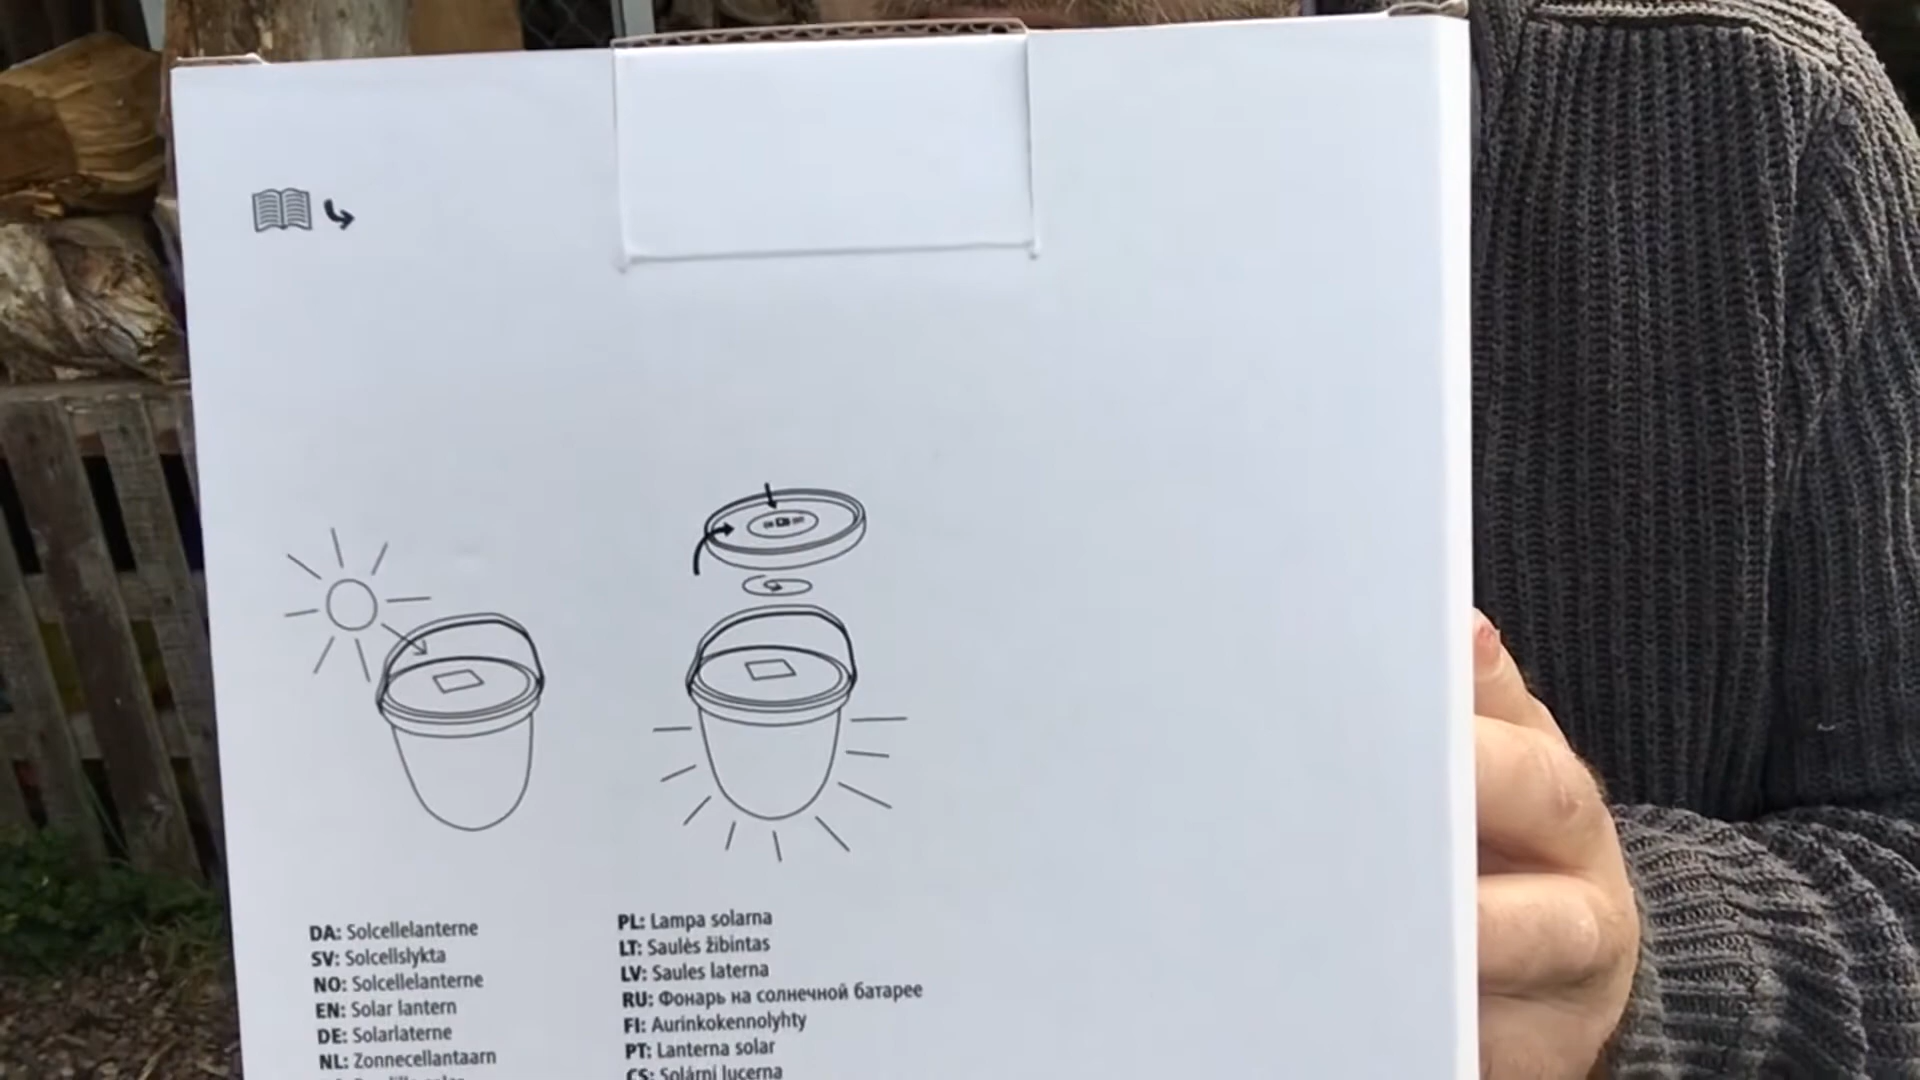 DA: Solcellelanterne
SV: Solcellslykta
NO: Solcellelanterne
EN: Solar lantern
DE: Solarlaterne
NL: Zonnecellantaarn
PL: Lampa solarna
LT: Saulės žibintas
LV: Saules laterna
RU: Фонарь на солнечной батарее
FI: Aurinkokennolyhty
PT: Lanterna solar
CS: Solární lucerna